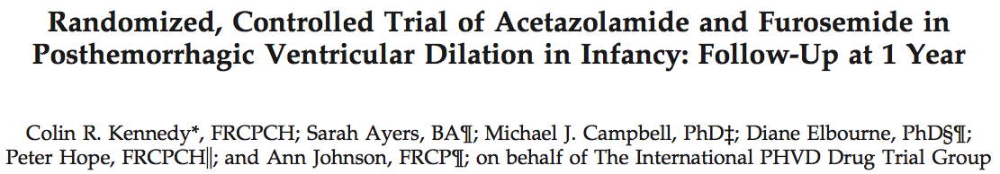 Randomized, Controlled Trial of Acetazolamide and Furosemide in
Posthemorrhagic Ventricular Dilation in Infancy: Follow-Up at 1 Year
Colin R. Kennedy*, FRCPCH; Sarah Ayers, BA¶; Michael J. Campbell, PhD‡; Diane Elbourne, PhD§¶;
Peter Hope, FRCPCH∥; and Ann Johnson, FRCP¶; on behalf of The International PHVD Drug Trial Group